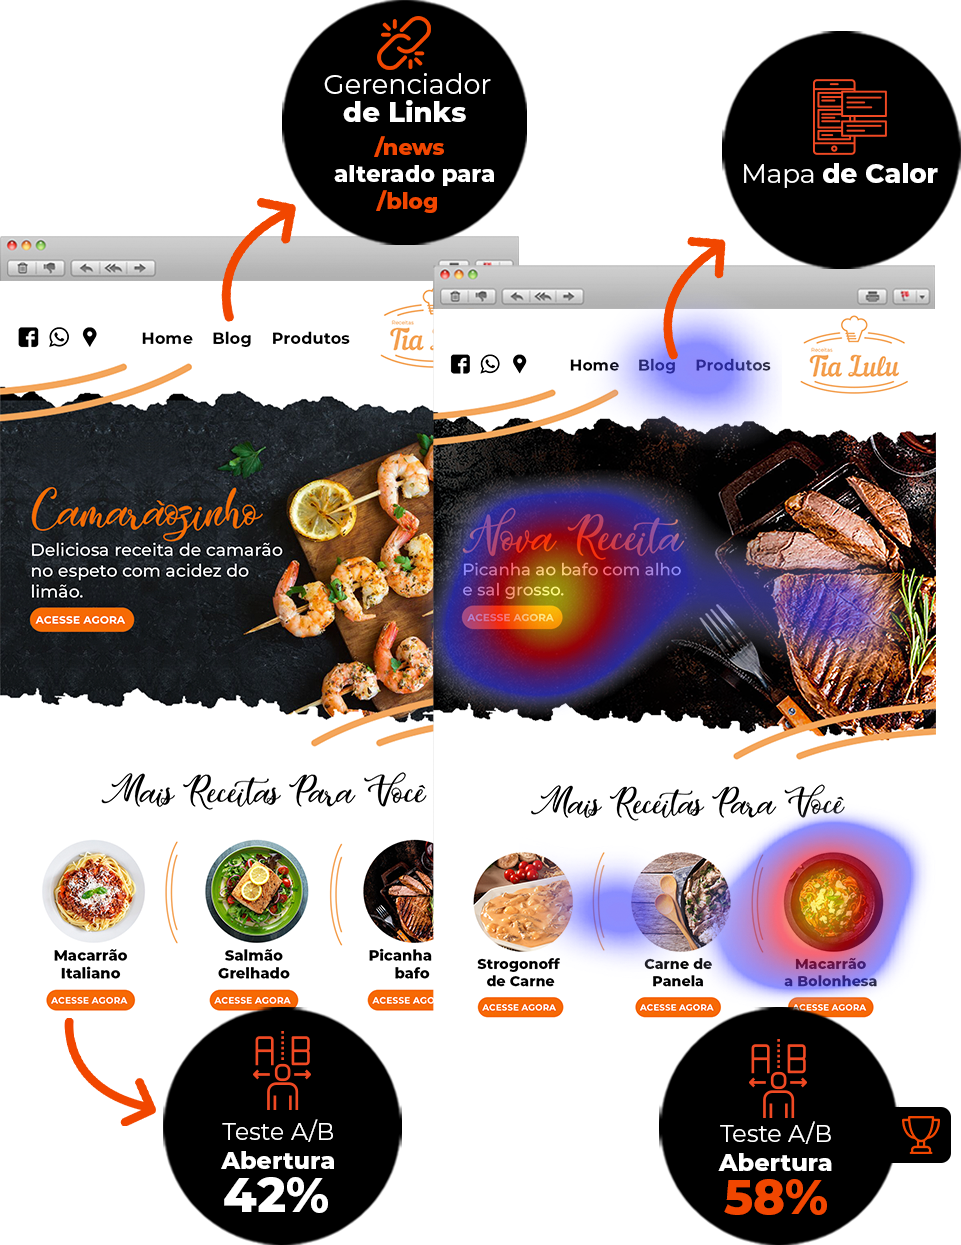 Gerenciador
de Links
/news
alterado para
/blog
Mapa de Calor
Home Blog Produtos
Receitas
Tia L
Camarãozinho
Deliciosa receita de camarão
no espeto com acidez do
limão.
ACESSE AGORA
Mais Receitas Para Você
Macarrão
Italiano
ACESSE AGORA
Salmão
Grelhado
ACESSE AGORA
Picanha
bafo
ACESSE AGO
Home Blog Produtos
Receitas
Tia Lulu
Nova Receita
Picanha ao bafo com alho
e sal grosso.
ACESSE AGORA
Mais Receitas Para Você
Strogonoff
de Carne
ACESSE AGORA
Carne de
Panela
ACESSE AGORA
Macarrão
a Bolonhesa
ACESSE AGORA
A B
Teste A/B
Abertura
42%
A B
Teste A/B
Abertura
58%